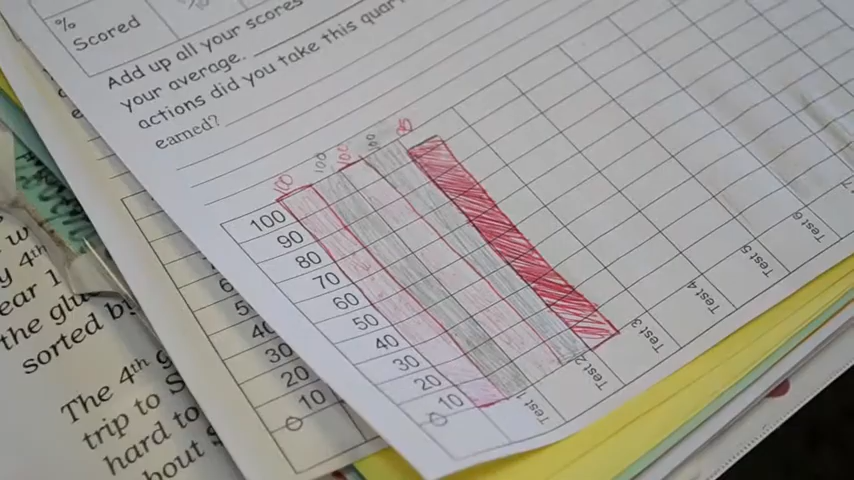 %
Scored
Add up all your scores
your average.
actions did you take this quar
earned?
100 100 100 100
100
90
80
70
60
50
40
30
20
10
0
Test 1
Test 2
Test 3
Test 4
Test 5
Test 6
40
30
20
10
0
y 4th
ear 1
the glu
sorted by
The 4th g
trip to S
hard to
bout